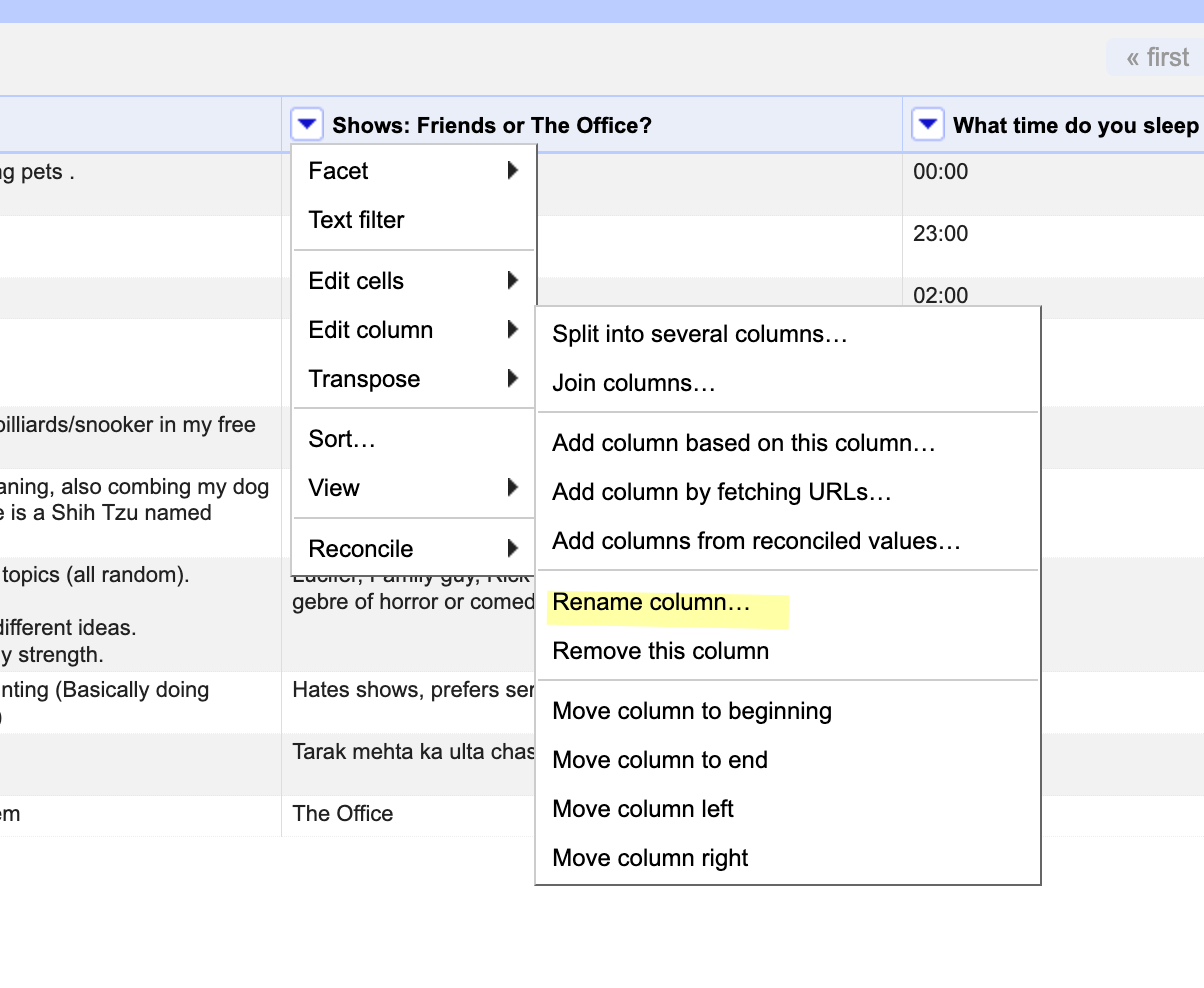 « first
Shows: Friends or The Office?
What time do you sleep
ng pets .
00:00
23:00
02:00
Facet
Text filter
Edit cells
Edit column
Transpose
Sort…
View
Reconcile
Split into several columns…
Join columns…
Add column based on this column…
Add column by fetching URLs…
Add columns from reconciled values…
Rename column…
Remove this column
Move column to beginning
Move column to end
Move column left
Move column right
billiards/snooker in my free
aning, also combing my dog
e is a Shih Tzu named
topics (all random).
different ideas.
y strength.
nting (Basically doing
)
em
Lucifer, Family guy, Rick
gebre of horror or comed
Hates shows, prefers ser
Tarak mehta ka ulta chas
The Office